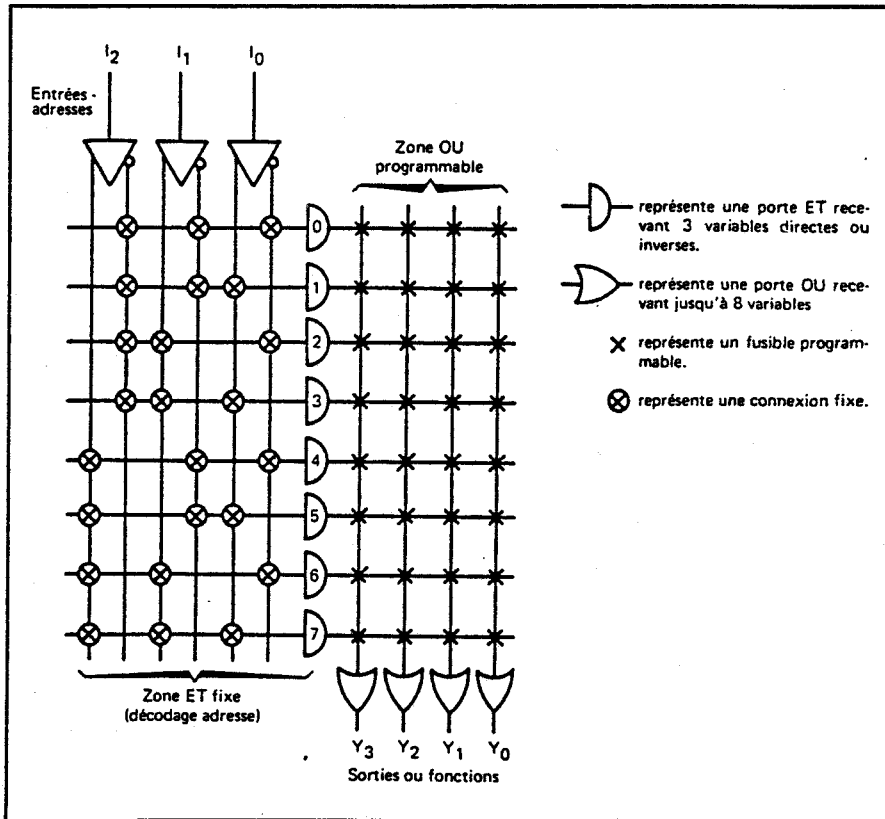 I2 I1 I0
Entrées -
adresses
Zone OU
programmable
0
1
2
3
4
5
6
7
Zone ET fixe
(décodage adresse)
Y3 Y2 Y1 Y0
Sorties ou fonctions
représente une porte ET rece-
vant 3 variables directes ou
inverses.
représente une porte OU rece-
vant jusqu'à 8 variables
représente un fusible program-
mable.
représente une connexion fixe.